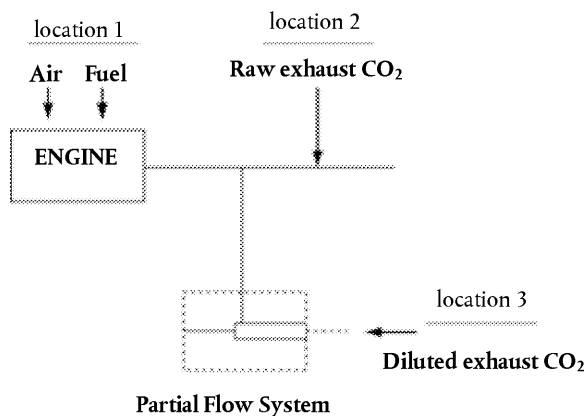 location 1
location 2
Air Fuel
Raw exhaust CO₂
ENGINE
location 3
Diluted exhaust CO₂
Partial Flow System